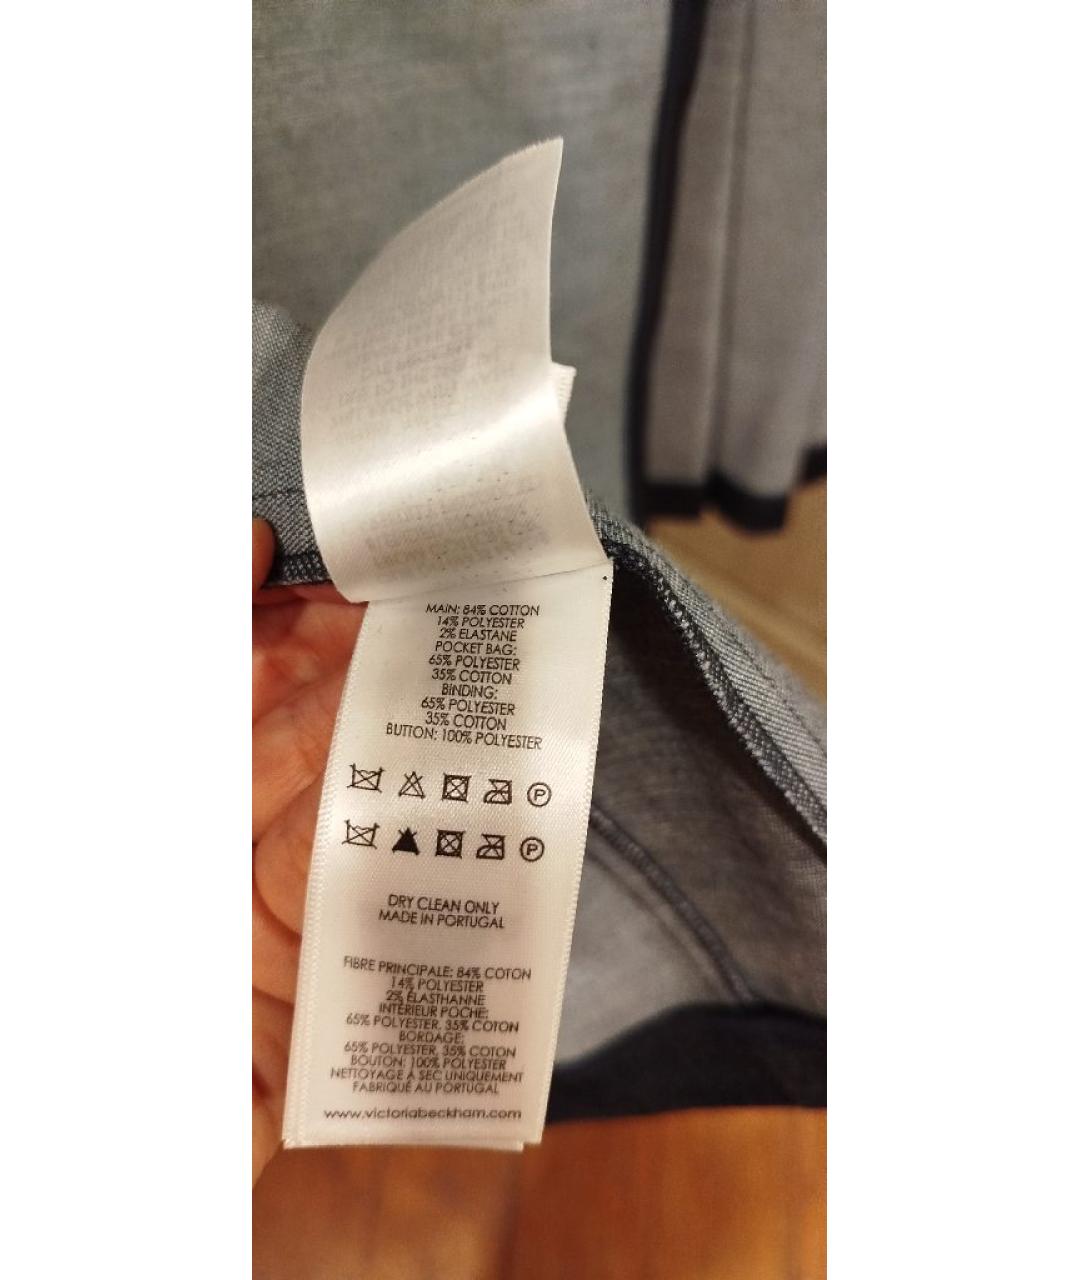 MAIN: 84% COTTON
14% POLYESTER
2% ELASTANE
POCKET BAG:
65% POLYESTER
35% COTTON
BINDING:
65% POLYESTER
35% COTTON
BUTTON: 100% POLYESTER
P
P
DRY CLEAN ONLY
MADE IN PORTUGAL
FIBRE PRINCIPALE: 84% COTON
14% POLYESTER
2% ÉLASTHANNE
INTÉRIEUR POCHE:
65% POLYESTER, 35% COTON
BORDAGE:
65% POLYESTER, 35% COTON
BOUTON: 100% POLYESTER
NETTOYAGE À SEC UNIQUEMENT
FABRIQUÉ AU PORTUGAL
www.victoriabeckham.com